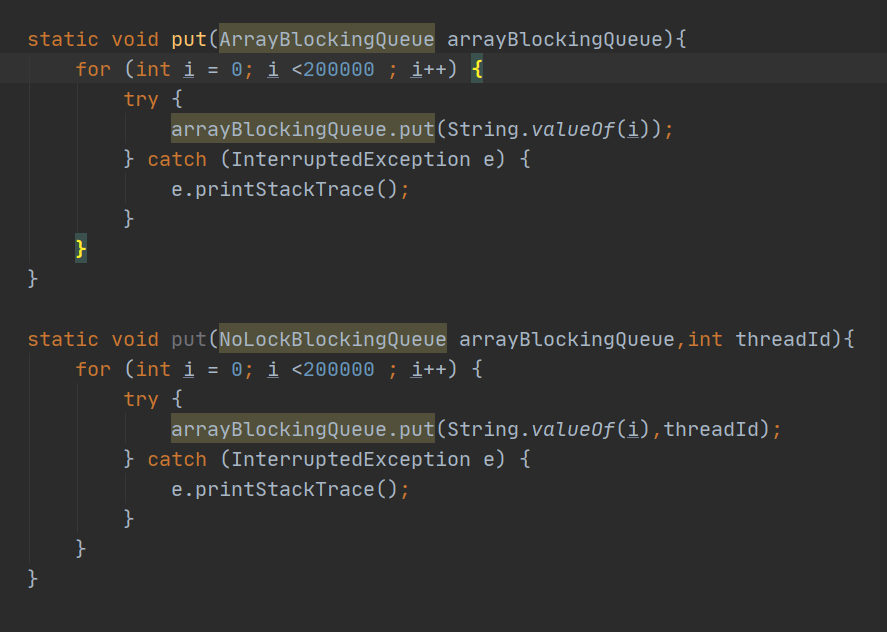 static void put(ArrayBlockingQueue arrayBlockingQueue){
for (int i = 0; i <200000 ; i++) {
try {
arrayBlockingQueue.put(String.valueOf(i));
} catch (InterruptedException e) {
e.printStackTrace();
}
}
}
static void put(NoLockBlockingQueue arrayBlockingQueue,int threadId){
for (int i = 0; i <200000 ; i++) {
try {
arrayBlockingQueue.put(String.valueOf(i),threadId);
} catch (InterruptedException e) {
e.printStackTrace();
}
}
}